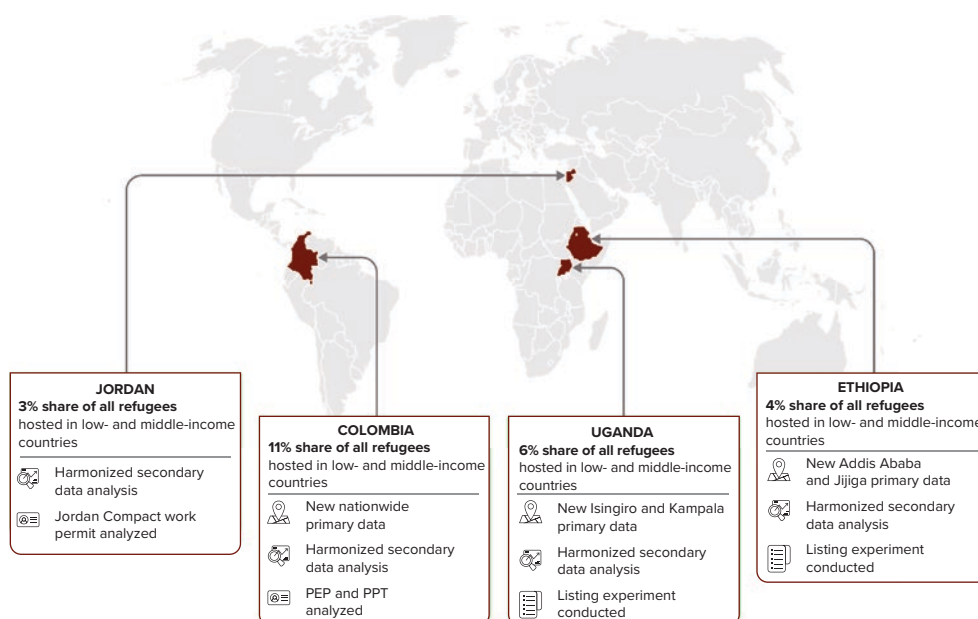 JORDAN
3% share of all refugees
hosted in low- and middle-income
countries
Harmonized secondary
data analysis
Jordan Compact work
permit analyzed
COLOMBIA
11% share of all refugees
hosted in low- and middle-income
countries
New nationwide
primary data
Harmonized secondary
data analysis
PEP and PPT
analyzed
UGANDA
6% share of all refugees
hosted in low- and middle-income
countries
New Isingiro and Kampala
primary data
Harmonized secondary
data analysis
Listing experiment
conducted
ETHIOPIA
4% share of all refugees
hosted in low- and middle-income
countries
New Addis Ababa
and Jijiga primary data
Harmonized secondary
data analysis
Listing experiment
conducted